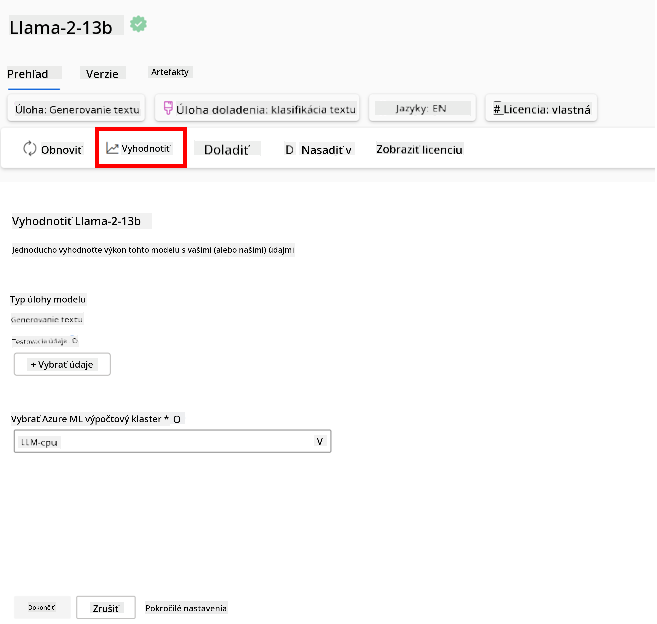 Llama-2-13b
Prehľad Verzie Artefakty
Úloha: Generovanie textu Úloha doladenia: klasifikácia textu Jazyky: EN # Licencia: vlastná
Obnoviť Vyhodnotiť Doladiť D Nasadiť v Zobraziť licenciu
Vyhodnotiť Llama-2-13b
Jednoducho vyhodnoťte výkon tohto modelu s vašimi (alebo našimi) údajmi
Typ úlohy modelu
Generovanie textu
Testovacie údaje
+ Vybrať údaje
Vybrať Azure ML výpočtový klaster * O
LLM-cpu V
Dokončiť Zrušiť Pokročilé nastavenia